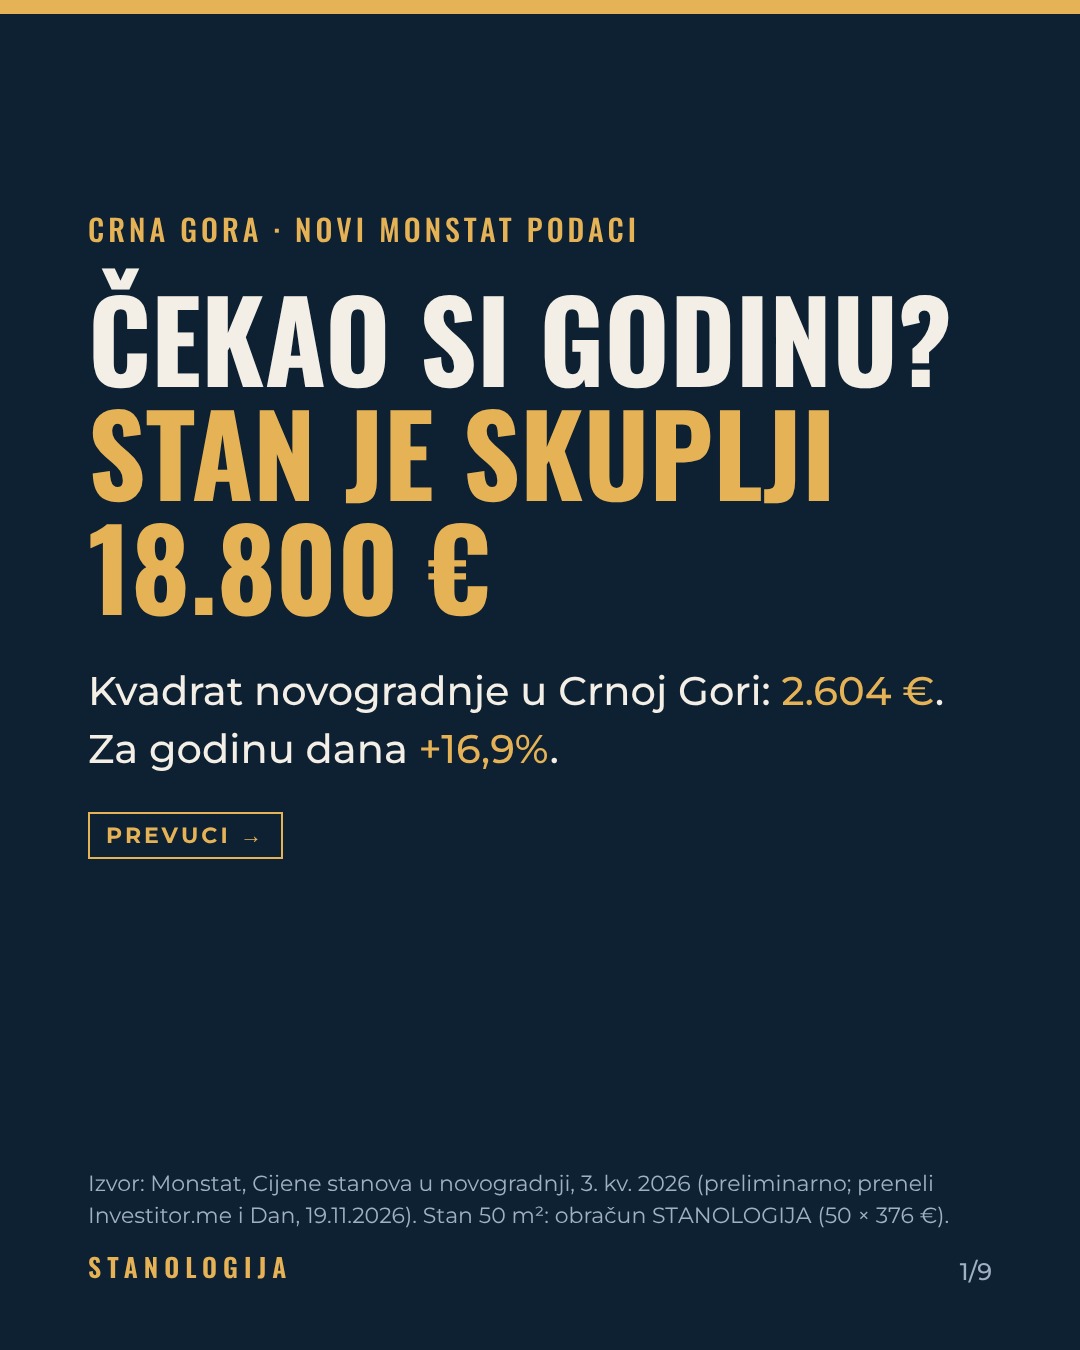 CRNA GORA · NOVI MONSTAT PODACI
ČEKAO SI GODINU?
STAN JE SKUPLJI
18.800 €
Kvadrat novogradnje u Crnoj Gori: 2.604 €.
Za godinu dana +16,9%.
PREVUCI →
Izvor: Monstat, Cijene stanova u novogradnji, 3. kv. 2026 (preliminarno; preneli
Investitor.me i Dan, 19.11.2026). Stan 50 m²: obračun STANOLOGIJA (50 × 376 €).
STANOLOGIJA
1/9